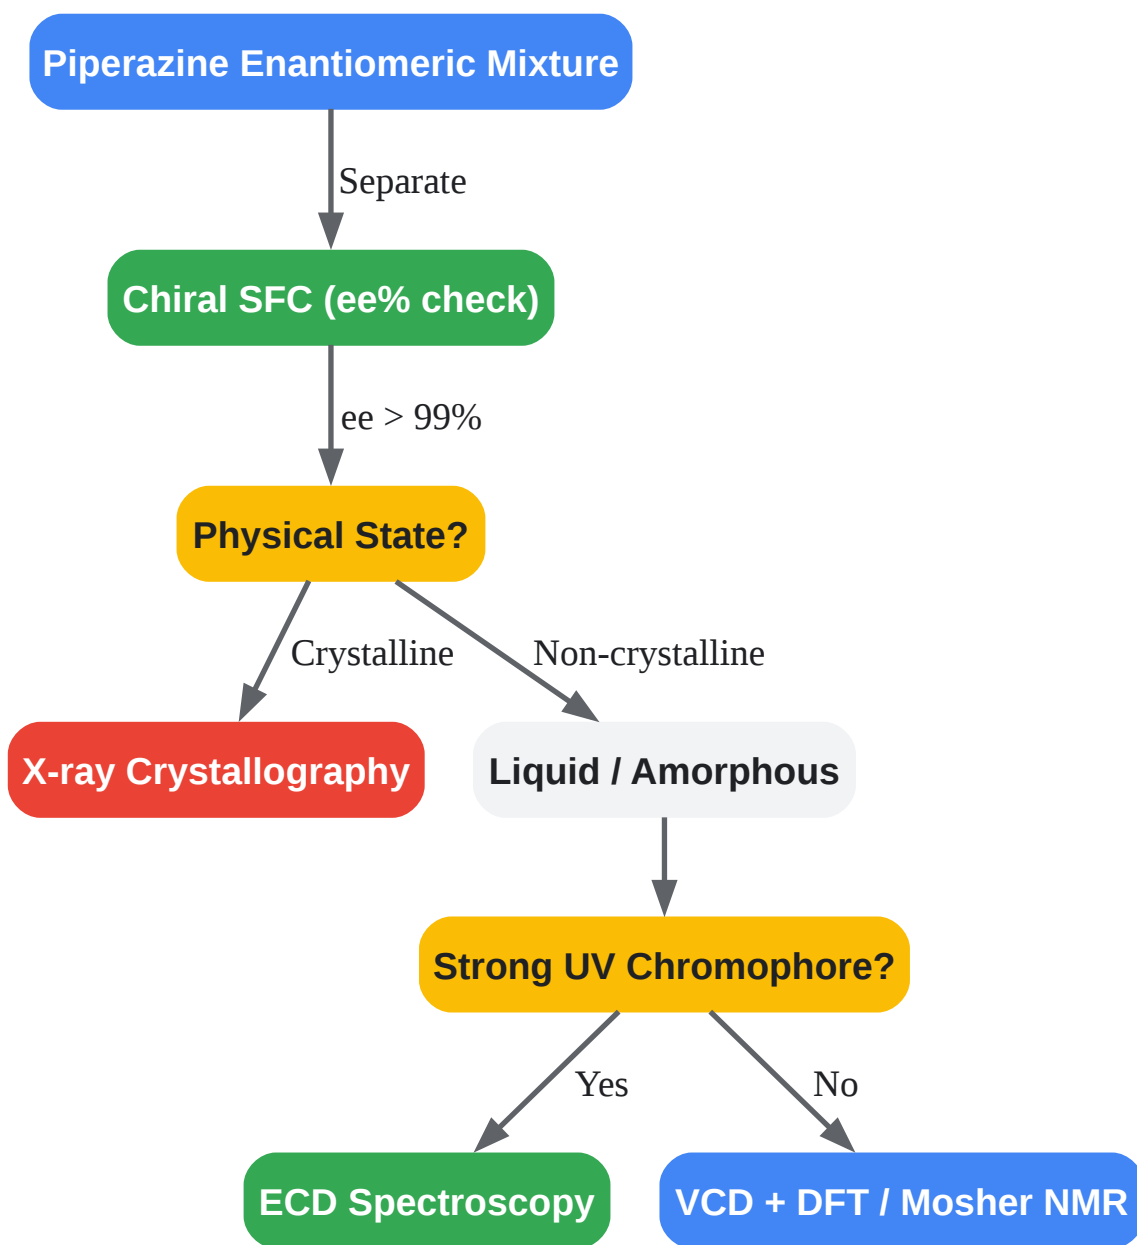 Piperazine Enantiomeric Mixture
Separate
Chiral SFC (ee% check)
ee > 99%
Physical State?
Crystalline
Non-crystalline
X-ray Crystallography
Liquid / Amorphous
Strong UV Chromophore?
Yes
No
ECD Spectroscopy
VCD + DFT / Mosher NMR